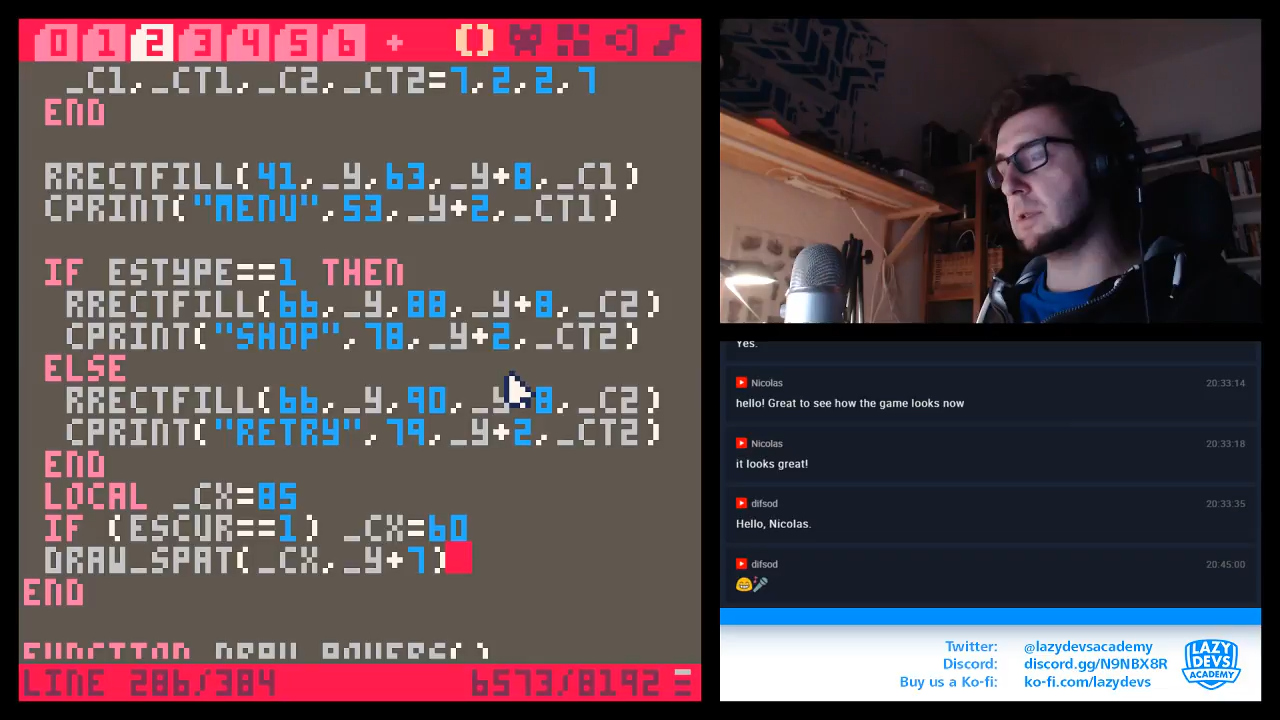 0 1 2 3 4 5 6 +
_C1,_CT1,_C2,_CT2=7,2,2,7
END
RRECTFILL(41,_Y,63,_Y+8,_C1)
CPRINT("MENU",53,_Y+2,_CT1)
IF ESTYPE==1 THEN
RRECTFILL(66,_Y,88,_Y+8,_C2)
CPRINT("SHOP",78,_Y+2,_CT2)
ELSE
RRECTFILL(66,_Y,90,_Y 8,_C2)
CPRINT("RETRY",79,_Y+2,_CT2)
END
LOCAL _CX=85
IF (ESCUR==1) _CX=60
DRAW_SPAT(_CX,_Y+7)
END
FUNCTION
LINE 286/384
6573/8192
Yes.
Nicolas 20:33:14
hello! Great to see how the game looks now
Nicolas 20:33:18
it looks great!
difsod 20:33:35
Hello, Nicolas.
difsod 20:45:00
😂🎤
Twitter: @lazydevsacademy
Discord: discord.gg/N9NBX8R
Buy us a Ko-fi: ko-fi.com/lazydevs
LAZY
DEVS
ACADEMY